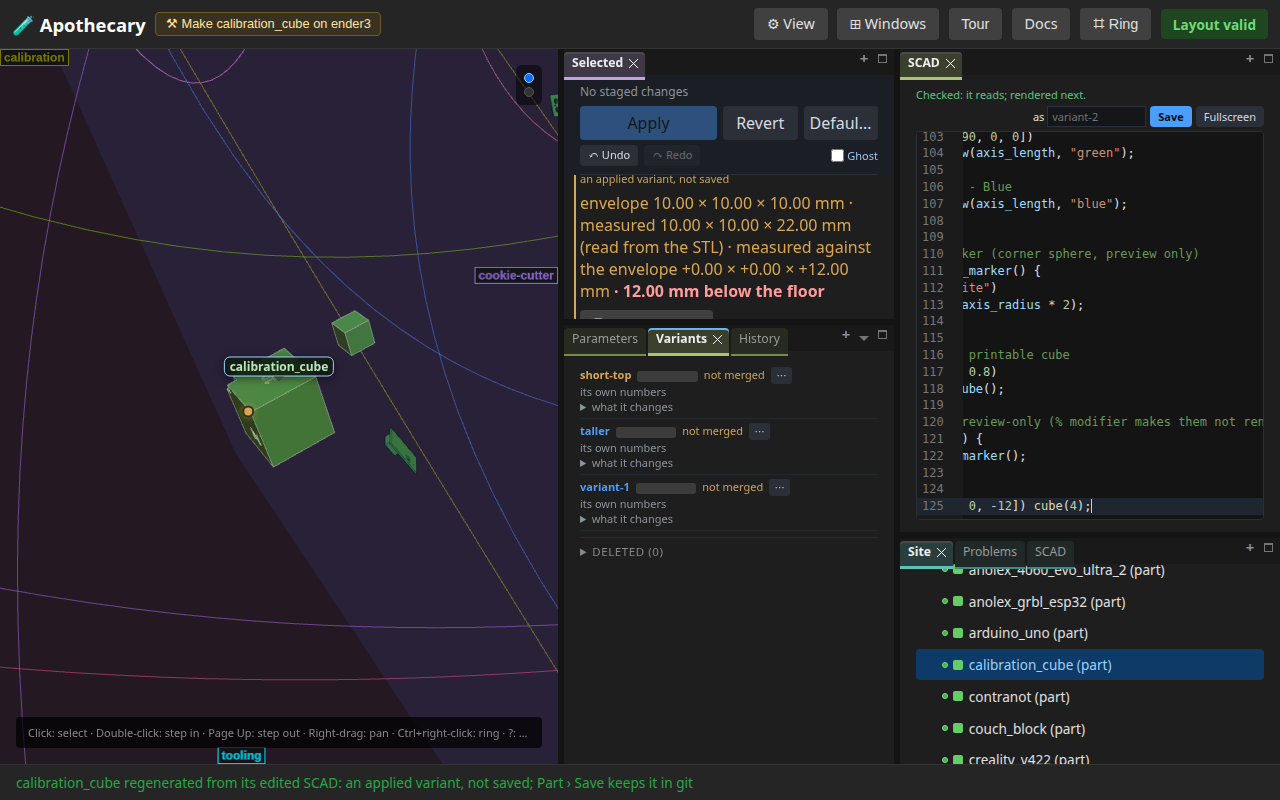 🧪 Apothecary
⚒ Make calibration_cube on ender3
⚙ View
⊞ Windows
Tour
Docs
⌗ Ring
Layout valid
calibration
cookie-cutter
calibration_cube
Click: select · Double-click: step in · Page Up: step out · Right-drag: pan · Ctrl+right-click: ring · ?: ...
tooling
Selected
No staged changes
Apply
Revert
Defaul...
↶ Undo
↷ Redo
Ghost
an applied variant, not saved
envelope 10.00 × 10.00 × 10.00 mm ·
measured 10.00 × 10.00 × 22.00 mm
(read from the STL) · measured against
the envelope +0.00 × +0.00 × +12.00
mm · 12.00 mm below the floor
Parameters
Variants
History
short-top not merged ...
its own numbers
▶ what it changes
taller not merged ...
its own numbers
▶ what it changes
variant-1 not merged ...
its own numbers
▶ what it changes
▶ DELETED (0)
SCAD
Checked: it reads; rendered next.
as variant-2 Save Fullscreen
103 90, 0, 0])
104 w(axis_length, "green");
105
106 - Blue
107 w(axis_length, "blue");
108
109
110 ker (corner sphere, preview only)
111 _marker() {
112 ite")
113 axis_radius * 2);
114
115
116 printable cube
117 0.8)
118 ube();
119
120 review-only (% modifier makes them not ren
121 ) {
122 marker();
123
124
125 0, -12]) cube(4);
Site
Problems
SCAD
anolex_4060_evo_ultra_2 (part)
anolex_grbl_esp32 (part)
arduino_uno (part)
calibration_cube (part)
contranot (part)
couch_block (part)
creality_v422 (part)
calibration_cube regenerated from its edited SCAD: an applied variant, not saved; Part › Save keeps it in git